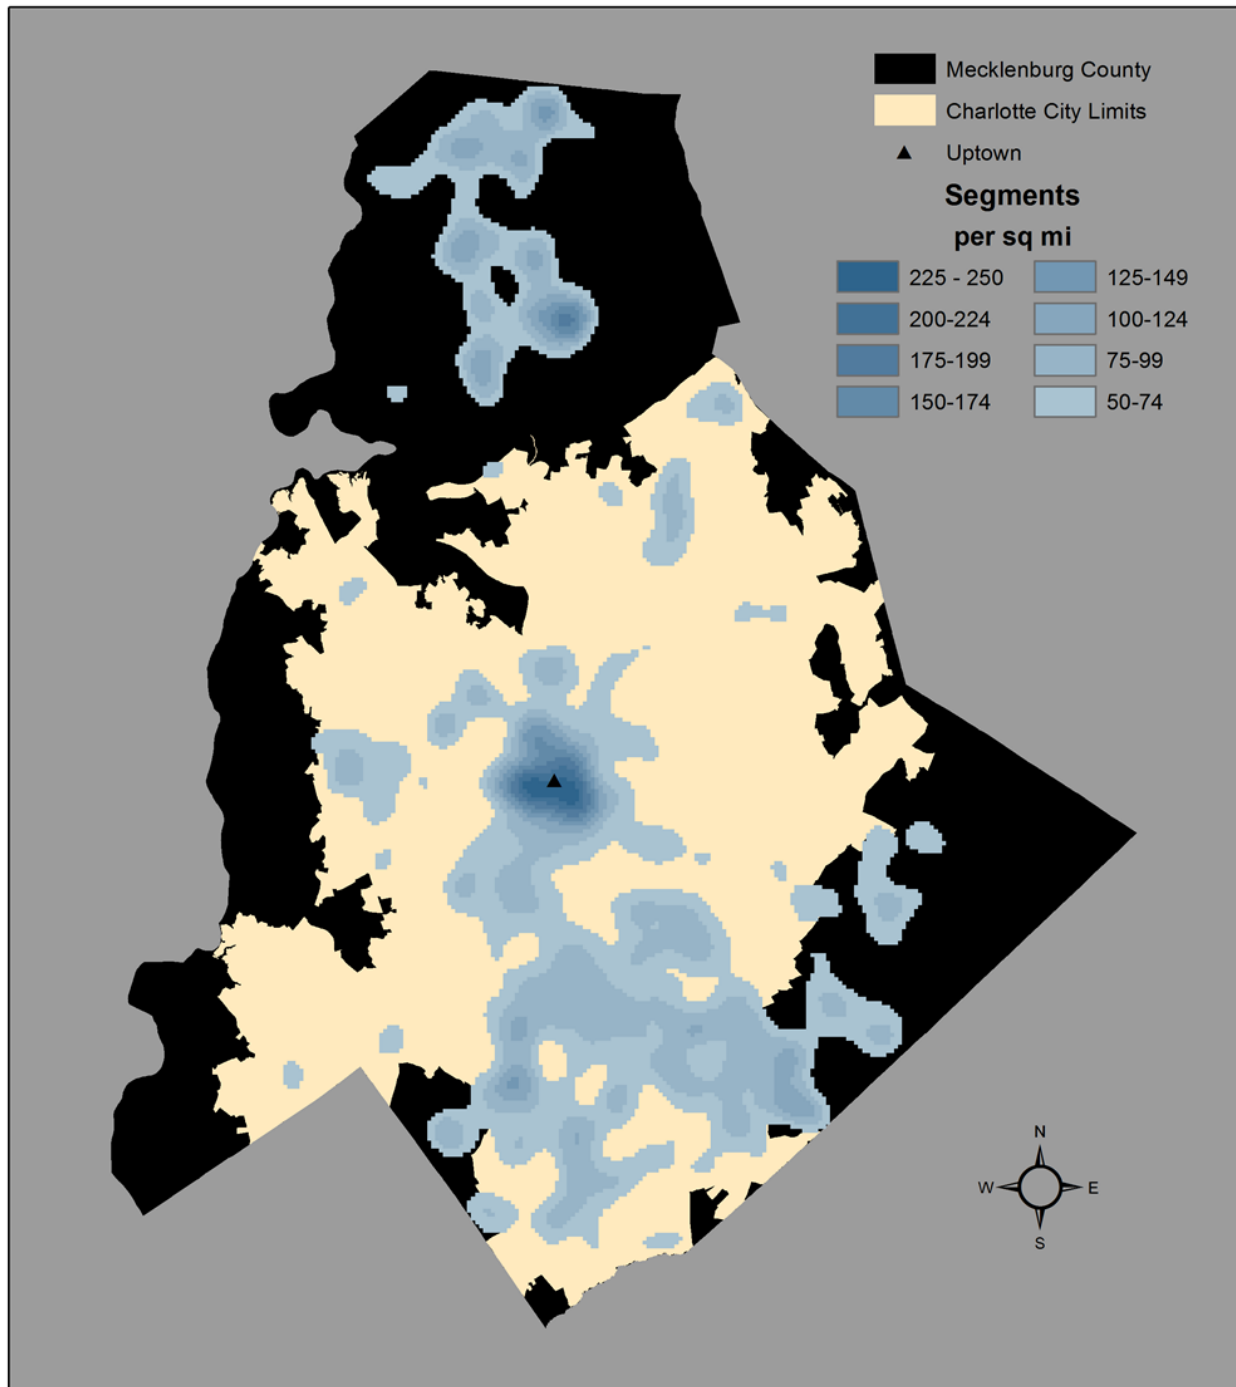 Mecklenburg County
Charlotte City Limits
Uptown
Segments
per sq mi
225 - 250
125-149
200-224
100-124
175-199
75-99
150-174
50-74
N
W
E
S